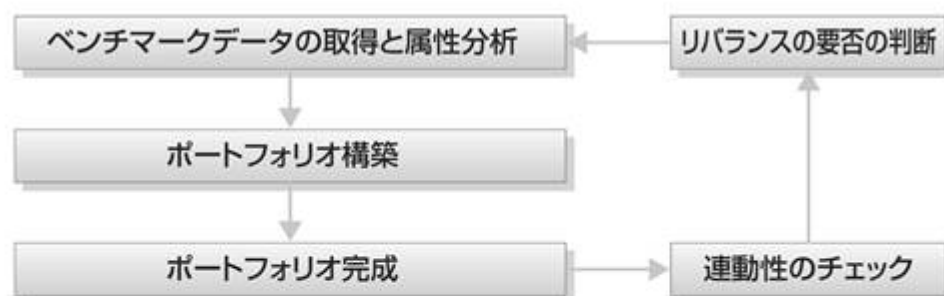 ベンチマークデータの取得と属性分析
リバランスの要否の判断
ポートフォリオ構築
ポートフォリオ完成
連動性のチェック